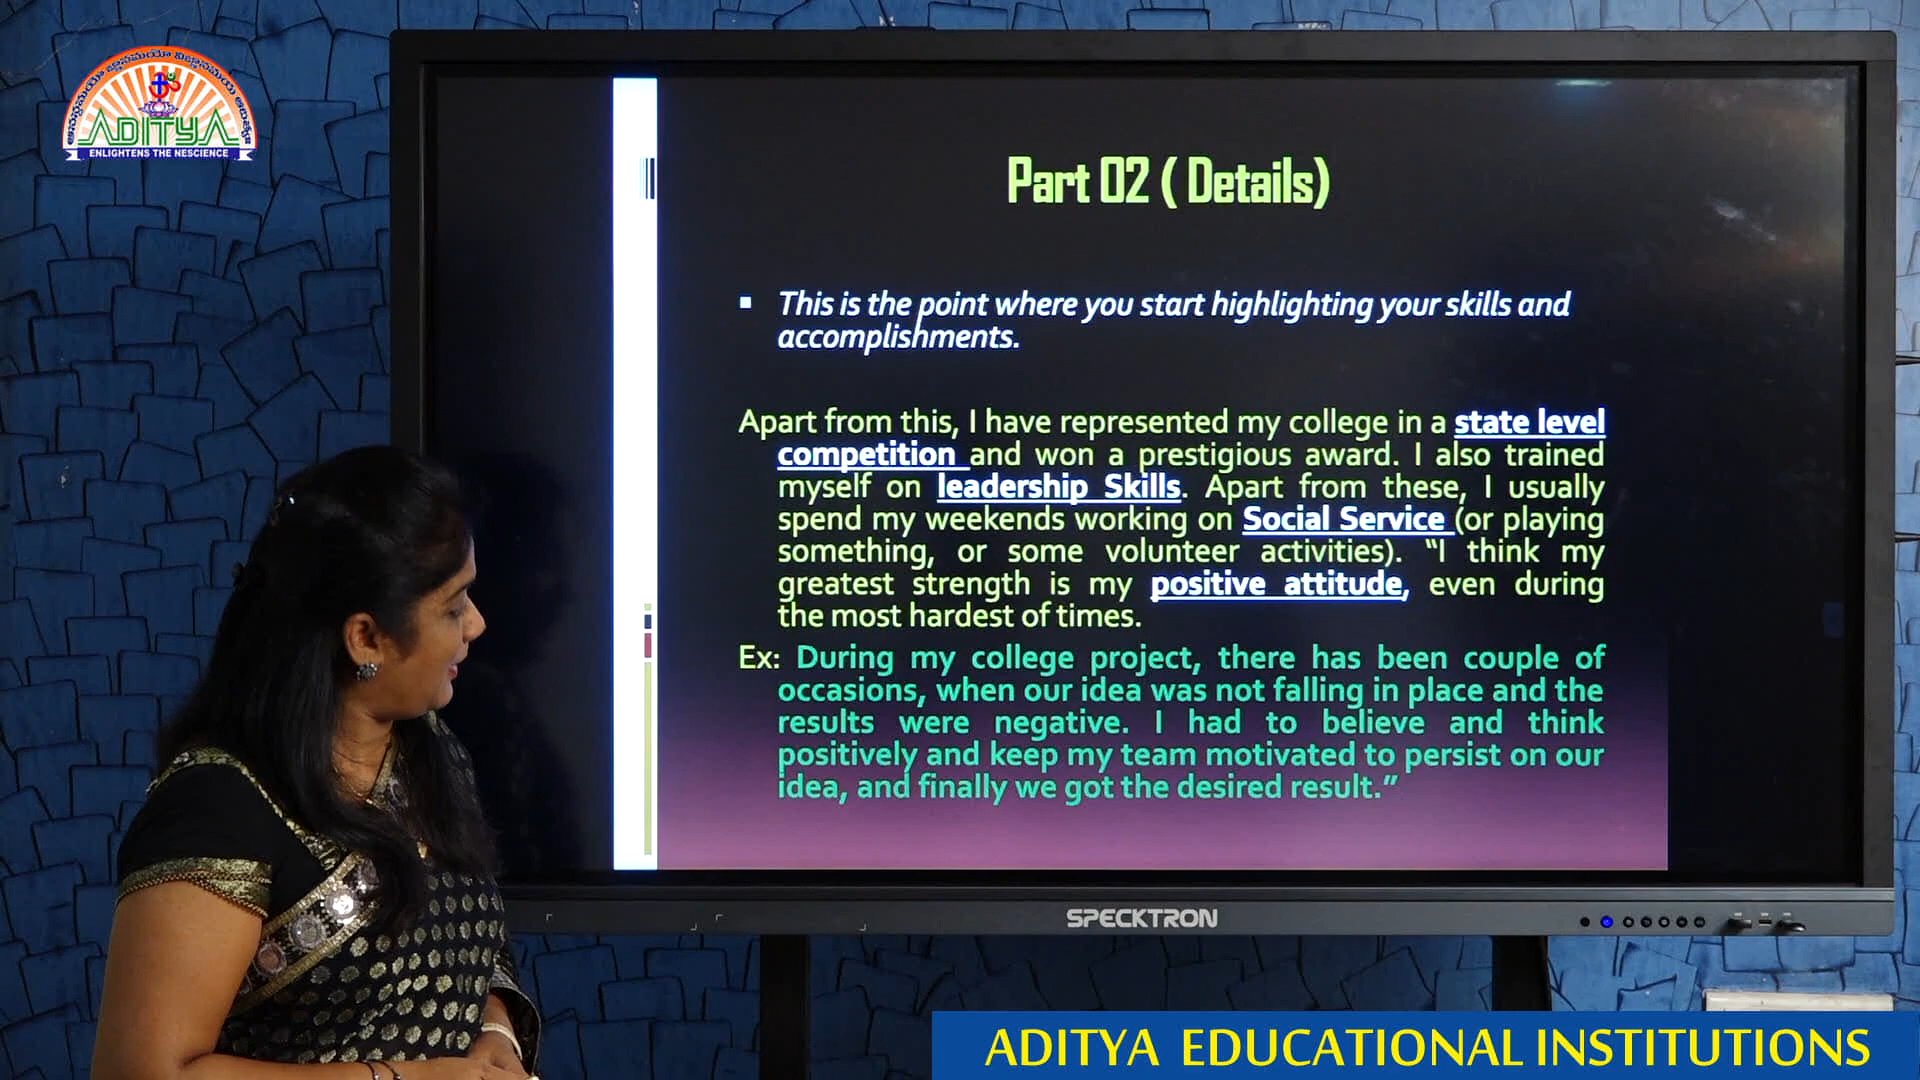 ఆనన్దమయో జ్ఞానమయో విజ్ఞానమయ ఆదిత్యః
ADITYA
ENLIGHTENS THE NESCIENCE
Part 02 ( Details)
▪ This is the point where you start highlighting your skills and
accomplishments.
Apart from this, I have represented my college in a state level
competition and won a prestigious award. I also trained
myself on leadership Skills. Apart from these, I usually
spend my weekends working on Social Service (or playing
something, or some volunteer activities). “I think my
greatest strength is my positive attitude, even during
the most hardest of times.
Ex: During my college project, there has been couple of
occasions, when our idea was not falling in place and the
results were negative. I had to believe and think
positively and keep my team motivated to persist on our
idea, and finally we got the desired result.”
SPECKTRON
ADITYA EDUCATIONAL INSTITUTIONS